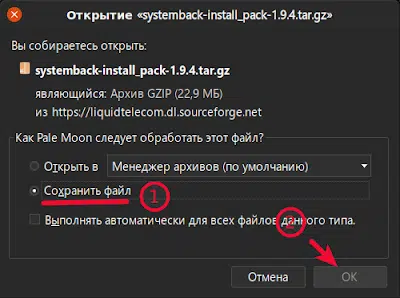 Открытие «systemback-install_pack-1.9.4.tar.gz»
Вы собираетесь открыть:
systemback-install_pack-1.9.4.tar.gz
являющийся: Архив GZIP (22,9 МБ)
из https://liquidtelecom.dl.sourceforge.net
Как Pale Moon следует обработать этот файл?
Открыть в Менеджер архивов (по умолчанию)
Сохранить файл
1
Выполнять автоматически для всех файлов данного типа.
2
Отмена OK